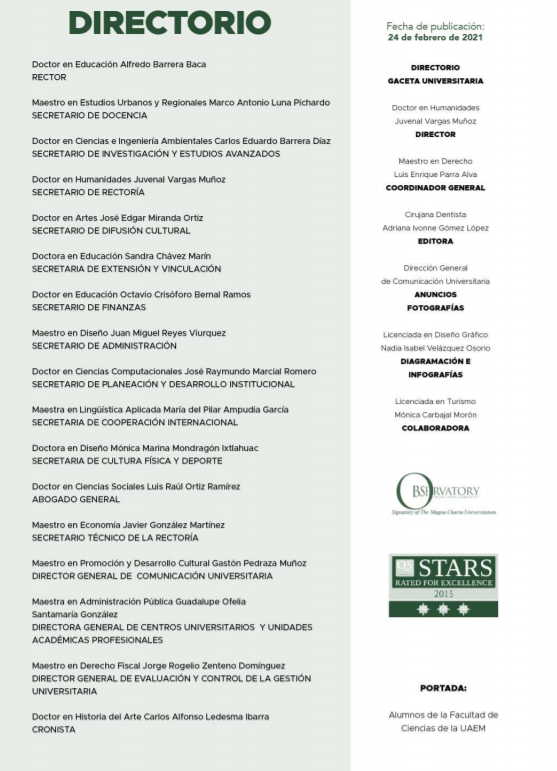 DIRECTORIO
Doctor en Educación Alfredo Barrera Baca
RECTOR
Maestro en Estudios Urbanos y Regionales Marco Antonio Luna Pichardo
SECRETARIO DE DOCENCIA
Doctor en Ciencias e Ingeniería Ambientales Carlos Eduardo Barrera Díaz
SECRETARIO DE INVESTIGACIÓN Y ESTUDIOS AVANZADOS
Doctor en Humanidades Juvenal Vargas Muñoz
SECRETARIO DE RECTORÍA
Doctor en Artes José Edgar Miranda Ortiz
SECRETARIO DE DIFUSIÓN CULTURAL
Doctora en Educación Sandra Chávez Marín
SECRETARIA DE EXTENSIÓN Y VINCULACIÓN
Doctor en Educación Octavio Crisóforo Bernal Ramos
SECRETARIO DE FINANZAS
Maestro en Diseño Juan Miguel Reyes Viurquez
SECRETARIO DE ADMINISTRACIÓN
Doctor en Ciencias Computacionales José Raymundo Marcial Romero
SECRETARIO DE PLANEACIÓN Y DESARROLLO INSTITUCIONAL
Maestra en Lingüística Aplicada María del Pilar Ampudia García
SECRETARIA DE COOPERACIÓN INTERNACIONAL
Doctora en Diseño Mónica Marina Mondragón Ixtlahuac
SECRETARIA DE CULTURA FÍSICA Y DEPORTE
Doctor en Ciencias Sociales Luis Raúl Ortiz Ramírez
ABOGADO GENERAL
Maestro en Economía Javier González Martínez
SECRETARIO TÉCNICO DE LA RECTORÍA
Maestro en Promoción y Desarrollo Cultural Gastón Pedraza Muñoz
DIRECTOR GENERAL DE COMUNICACIÓN UNIVERSITARIA
Maestra en Administración Pública Guadalupe Ofelia
Santamaría González
DIRECTORA GENERAL DE CENTROS UNIVERSITARIOS Y UNIDADES
ACADÉMICAS PROFESIONALES
Maestro en Derecho Fiscal Jorge Rogelio Zenteno Domínguez
DIRECTOR GENERAL DE EVALUACIÓN Y CONTROL DE LA GESTIÓN
UNIVERSITARIA
Doctor en Historia del Arte Carlos Alfonso Ledesma Ibarra
CRONISTA
Fecha de publicación:
24 de febrero de 2021
DIRECTORIO
GACETA UNIVERSITARIA
Doctor en Humanidades
Juvenal Vargas Muñoz
DIRECTOR
Maestro en Derecho
Luis Enrique Parra Alva
COORDINADOR GENERAL
Cirujana Dentista
Adriana Ivonne Gómez López
EDITORA
Dirección General
de Comunicación Universitaria
ANUNCIOS
FOTOGRAFÍAS
Licenciada en Diseño Gráfico
Nadia Isabel Velázquez Osorio
DIAGRAMACIÓN E
INFOGRAFÍAS
Licenciada en Turismo
Mónica Carbajal Morón
COLABORADORA
OBSERVATORY
Signatory of The Magna Charta Universitatum
QS STARS
RATED FOR EXCELLENCE
2015
PORTADA:
Alumnos de la Facultad de
Ciencias de la UAEM